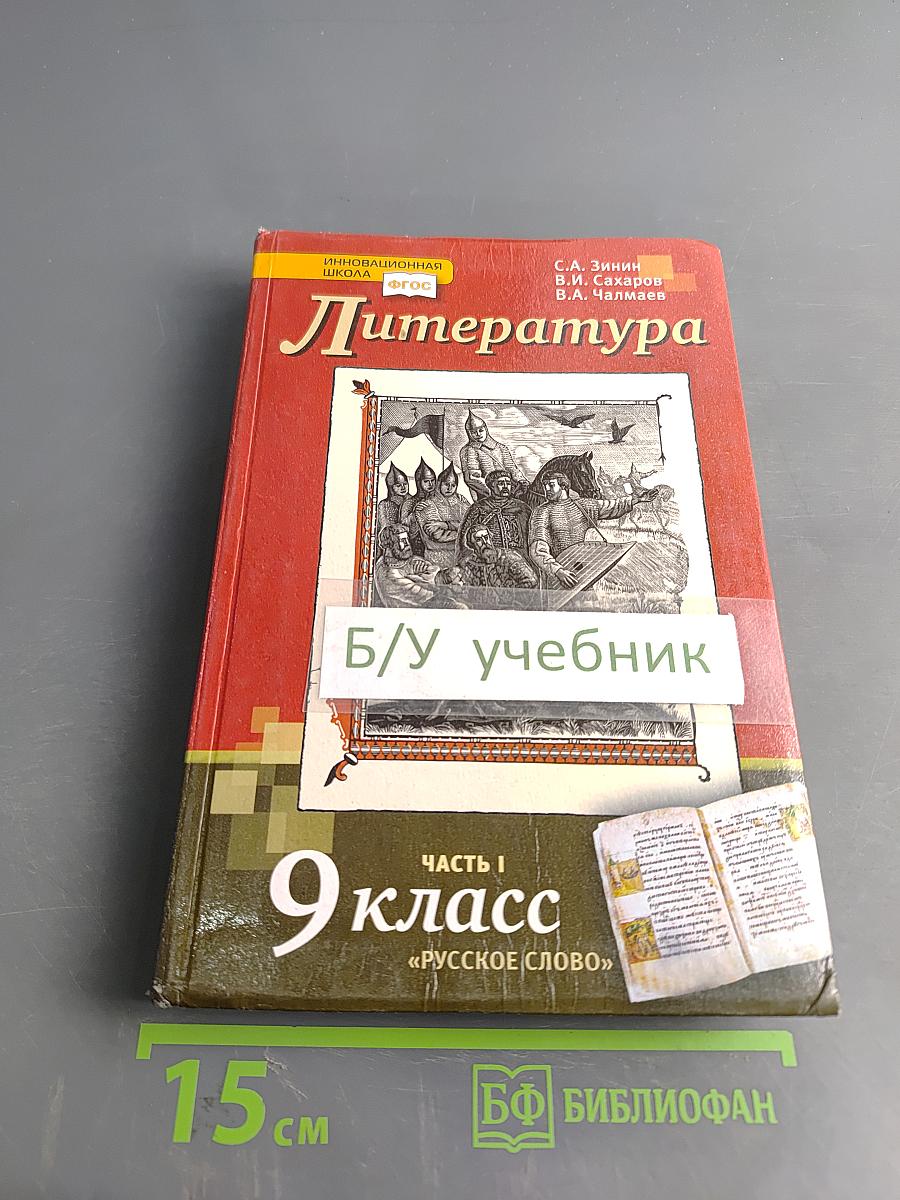 ИННОВАЦИОННАЯ
ШКОЛА
ФГОС
С.А. Зинин
В.И. Сахаров
В.А. Чалмаев
Литература
Б/У учебник
ЧАСТЬ I
9 класс
«РУССКОЕ СЛОВО»
15 см
БФ БИБЛИОФАН